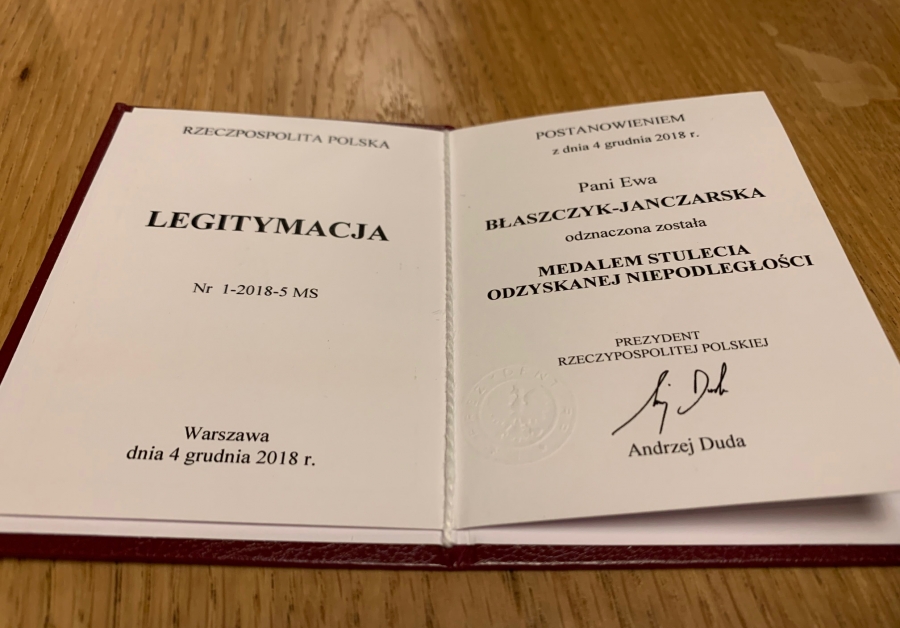 RZECZPOSPOLITA POLSKA
LEGITYMACJA
Nr 1-2018-5 MS
Warszawa
dnia 4 grudnia 2018 r.
POSTANOWIENIEM
z dnia 4 grudnia 2018 r.
Pani Ewa
BŁASZCZYK-JANCZARSKA
odznaczona została
MEDALEM STULECIA
ODZYSKANEJ NIEPODLEGŁOŚCI
PREZYDENT
RZECZYPOSPOLITEJ POLSKIEJ
Andrzej Duda